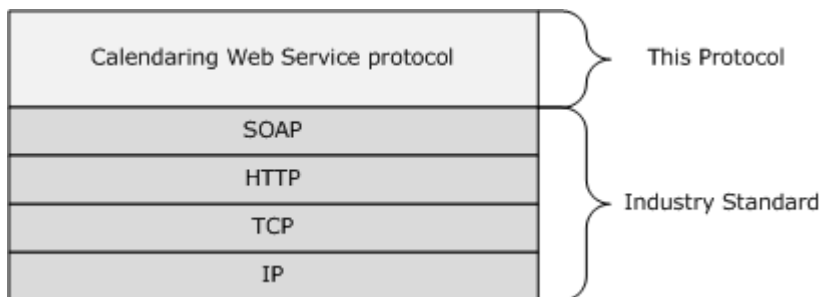 Calendaring Web Service protocol
This Protocol
SOAP
HTTP
Industry Standard
TCP
IP